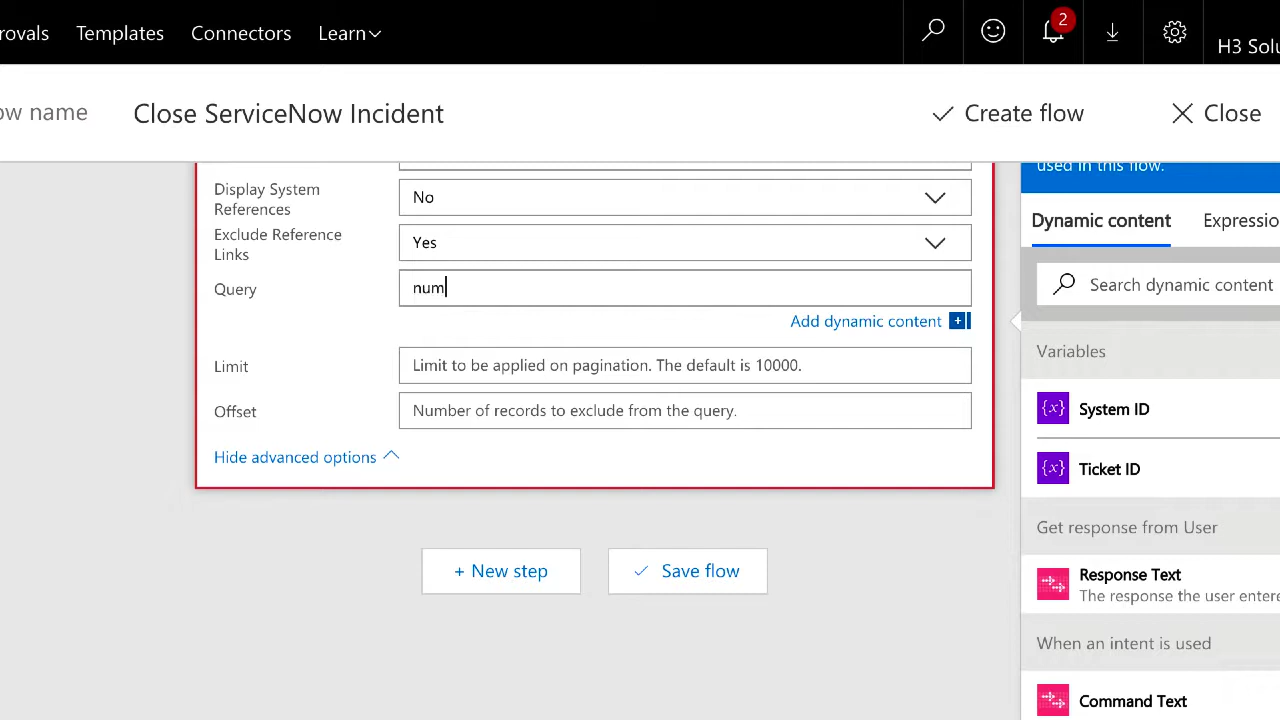 rovals Templates Connectors Learn
2
H3 Solu
ow name Close ServiceNow Incident Create flow Close
used in this flow.
Display System
References
No
Exclude Reference
Links
Yes
Query
num
Add dynamic content
Limit
Limit to be applied on pagination. The default is 10000.
Offset
Number of records to exclude from the query.
Hide advanced options
+ New step
Save flow
Dynamic content Expressio
Search dynamic content
Variables
{x} System ID
{x} Ticket ID
Get response from User
Response Text
The response the user entere
When an intent is used
Command Text